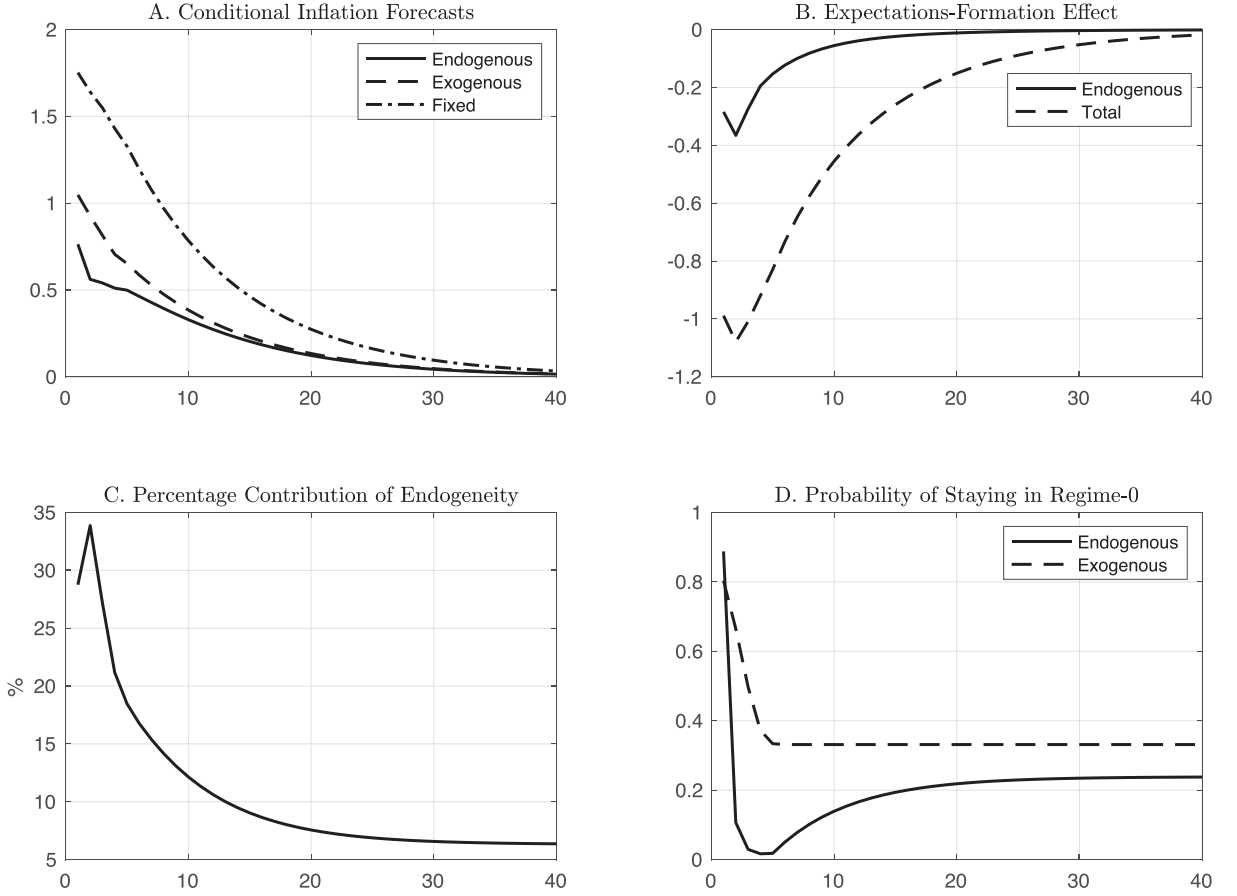 A. Conditional Inflation Forecasts
2
1.5
1
0.5
0
0 10 20 30 40
Endogenous
Exogenous
Fixed
B. Expectations-Formation Effect
0
-0.2
-0.4
-0.6
-0.8
-1
-1.2
0 10 20 30 40
Endogenous
Total
C. Percentage Contribution of Endogeneity
35
30
25
20
15
10
5
%
0 10 20 30 40
D. Probability of Staying in Regime-0
1
0.8
0.6
0.4
0.2
0
0 10 20 30 40
Endogenous
Exogenous